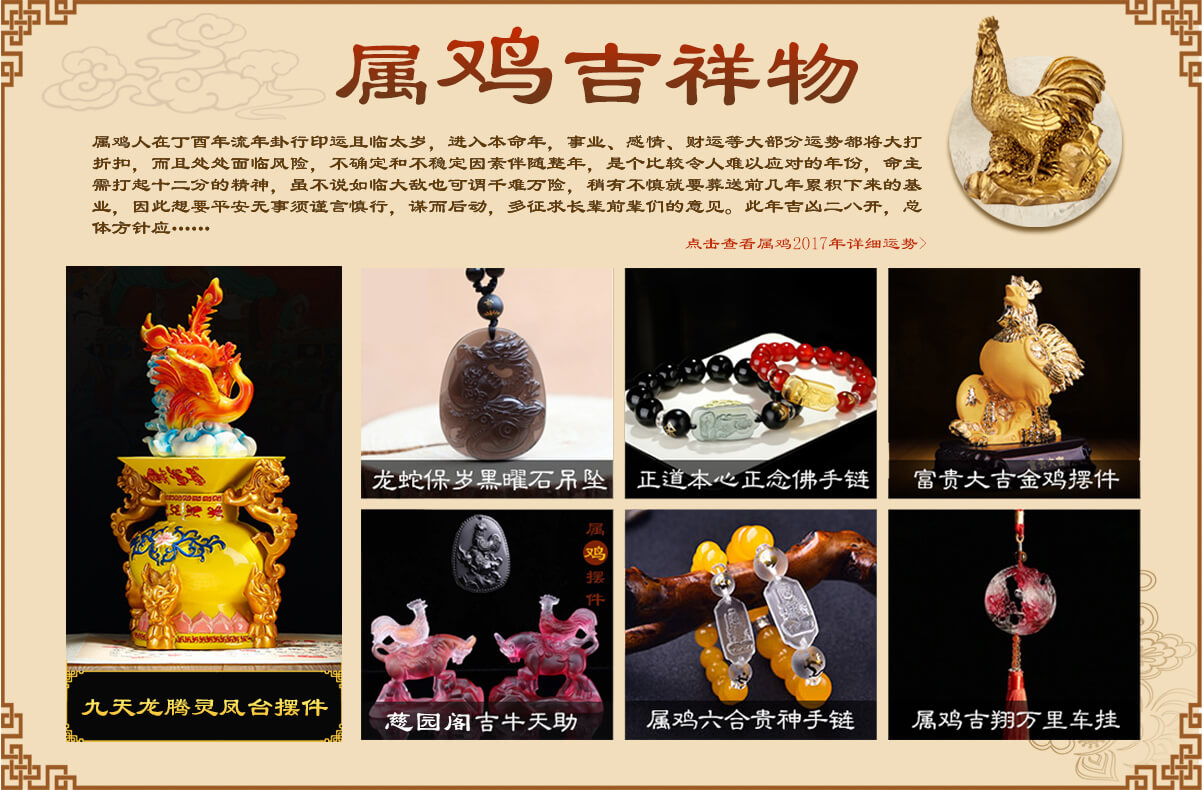 属鸡吉祥物
属鸡人在丁酉年流年卦行印运且临太岁，进入本命年，事业、感情、财运等大部分运势都将大打
折扣，而且处处面临风险，不确定和不稳定因素伴随整年，是个比较令人难以应对的年份，命主
需打起十二分的精神，虽不说如临大敌也可谓千难万险，稍有不慎就要葬送前几年累积下来的基
业，因此想要平安无事须谨言慎行，谋而后动，多征求长辈前辈们的意见。此年吉凶二八开，总
体方针应······
点击查看属鸡2017年详细运势>
九天龙腾灵凤台摆件
龙蛇保岁黑曜石吊坠
正道本心正念佛手链
富贵大吉金鸡摆件
属鸡摆件
慈园阁吉牛天助
属鸡六合贵神手链
属鸡吉翔万里车挂